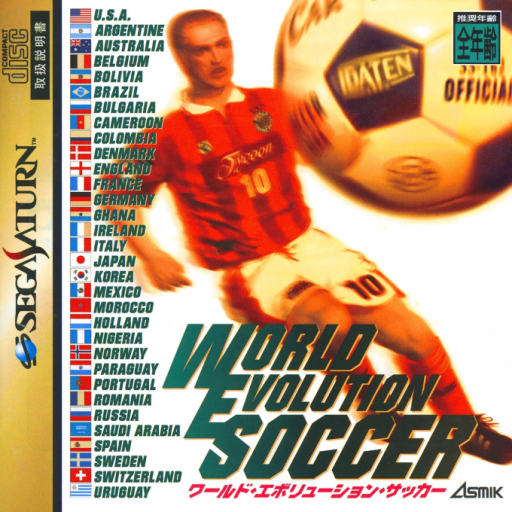 COMPACT
disc
取扱説明書
SEGA SATURN™
U.S.A.
ARGENTINE
AUSTRALIA
BELGIUM
BOLIVIA
BRAZIL
BULGARIA
CAMEROON
COLOMBIA
DENMARK
ENGLAND
FRANCE
GERMANY
GHANA
IRELAND
ITALY
JAPAN
KOREA
MEXICO
MOROCCO
HOLLAND
NIGERIA
NORWAY
PARAGUAY
PORTUGAL
ROMANIA
RUSSIA
SAUDI ARABIA
SPAIN
SWEDEN
SWITZERLAND
URUGUAY
推奨年齢
全年齢
IDATEN
OFFICIAL
Tycoon
10
10
WORLD
EVOLUTION
SOCCER
ワールド・エボリューション・サッカー
ASMIK